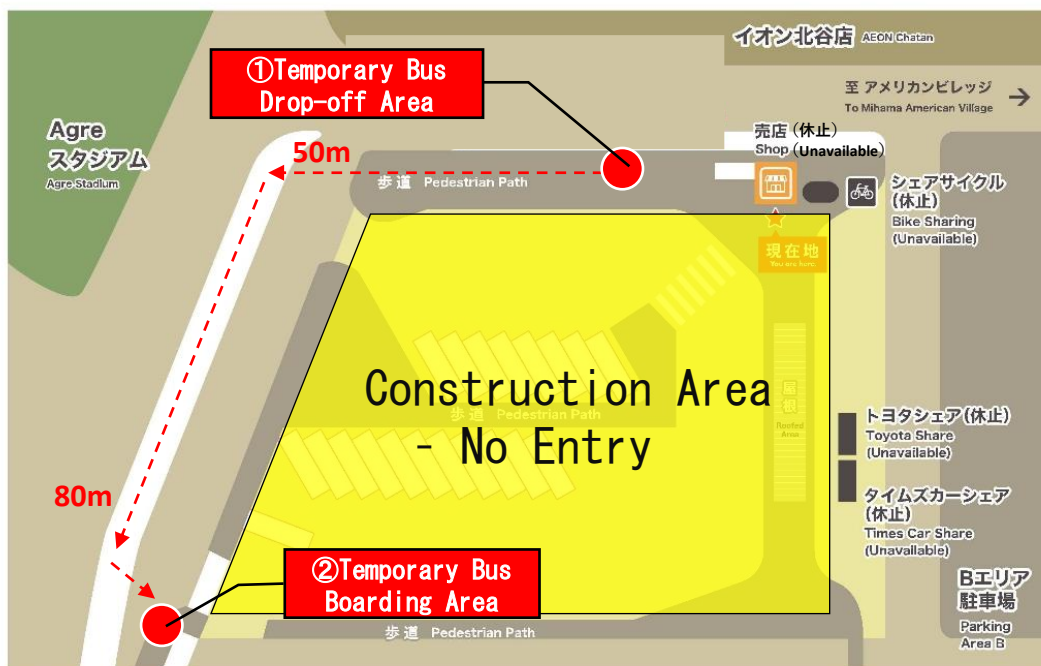 イオン北谷店 AEON Chatan
①Temporary Bus
Drop-off Area
至 アメリカンビレッジ
To Mihama American Village
Agre
スタジアム
Agre Stadium
売店(休止)
Shop (Unavailable)
50m
歩道 Pedestrian Path
シェアサイクル
(休止)
Bike Sharing
(Unavailable)
現在地
You are here.
Construction Area
- No Entry
歩道 Pedestrian Path
屋根
Roofed
Area
トヨタシェア(休止)
Toyota Share
(Unavailable)
80m
タイムズカーシェア
(休止)
Times Car Share
(Unavailable)
②Temporary Bus
Boarding Area
Bエリア
駐車場
Parking
Area B
歩道 Pedestrian Path